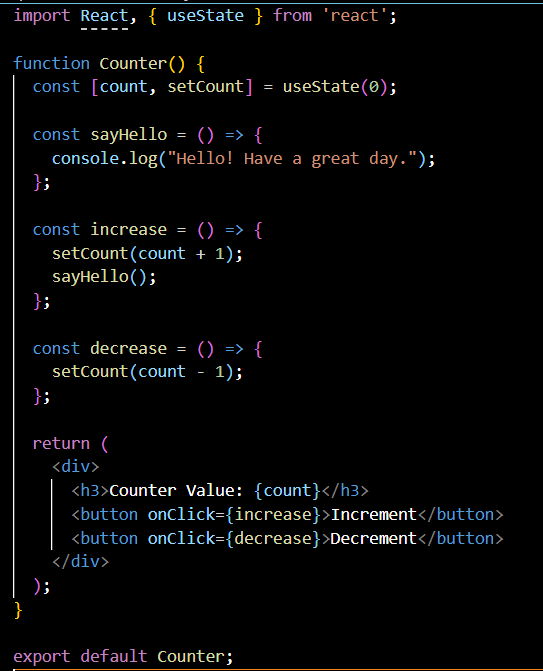 import React, { useState } from 'react';
function Counter() {
const [count, setCount] = useState(0);
const sayHello = () => {
console.log("Hello! Have a great day.");
};
const increase = () => {
setCount(count + 1);
sayHello();
};
const decrease = () => {
setCount(count - 1);
};
return (
<div>
<h3>Counter Value: {count}</h3>
<button onClick={increase}>Increment</button>
<button onClick={decrease}>Decrement</button>
</div>
);
}
export default Counter;